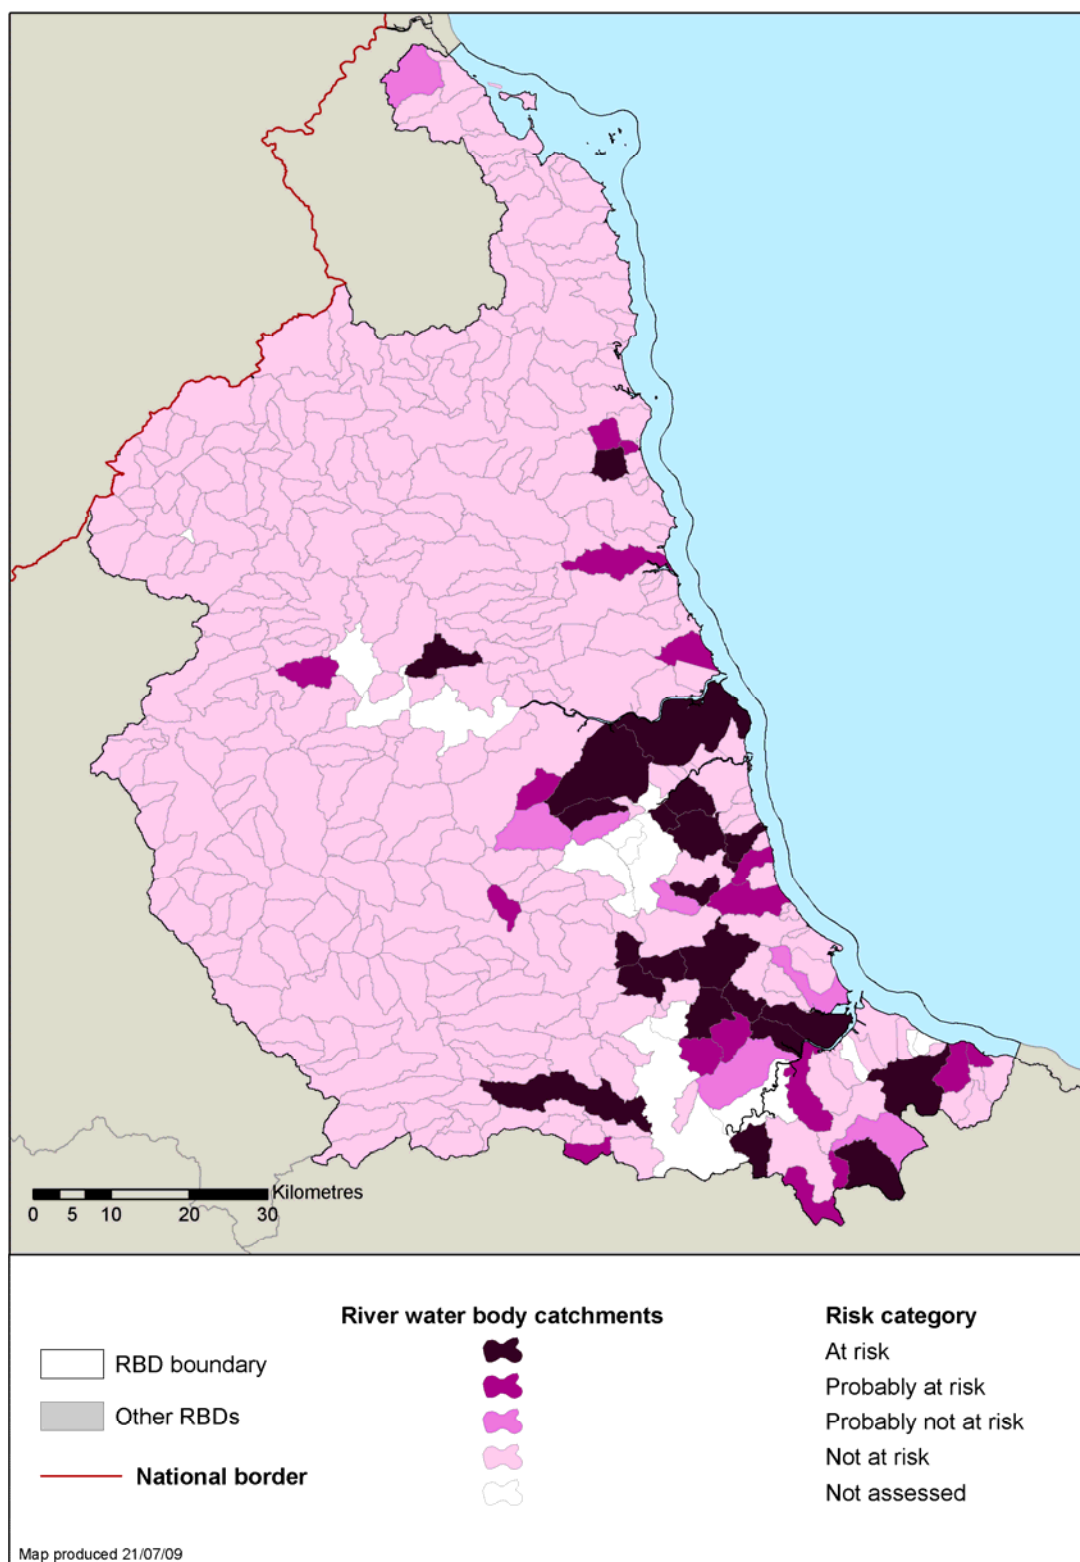 Kilometres
0 5 10 20 30
River water body catchments
Risk category
RBD boundary
At risk
Other RBDs
Probably at risk
Probably not at risk
National border
Not at risk
Not assessed
Map produced 21/07/09